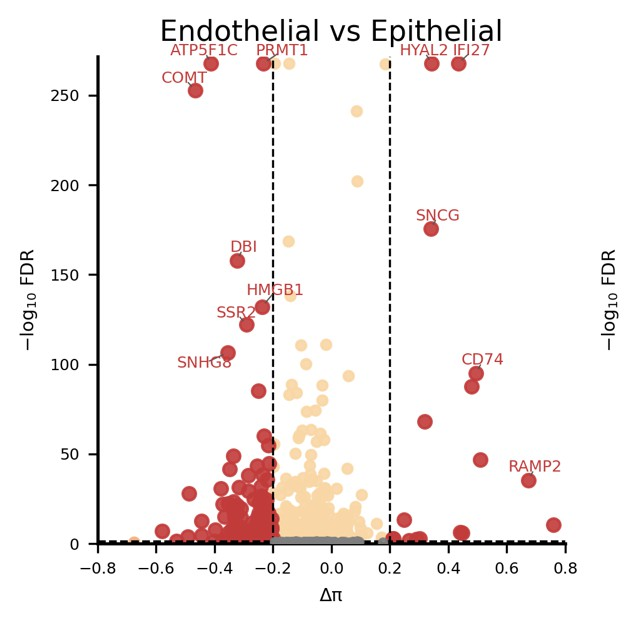 Endothelial vs Epithelial
ATP5F1C PRMT1 HYAL2 IFI27
COMT
250
200
SNCG
DBI
150
HMGB1
SSR2
SNHG8
100
CD74
50
RAMP2
0
−0.8 −0.6 −0.4 −0.2 0.0 0.2 0.4 0.6 0.8
Δπ
−log₁₀ FDR
−log₁₀ FDR